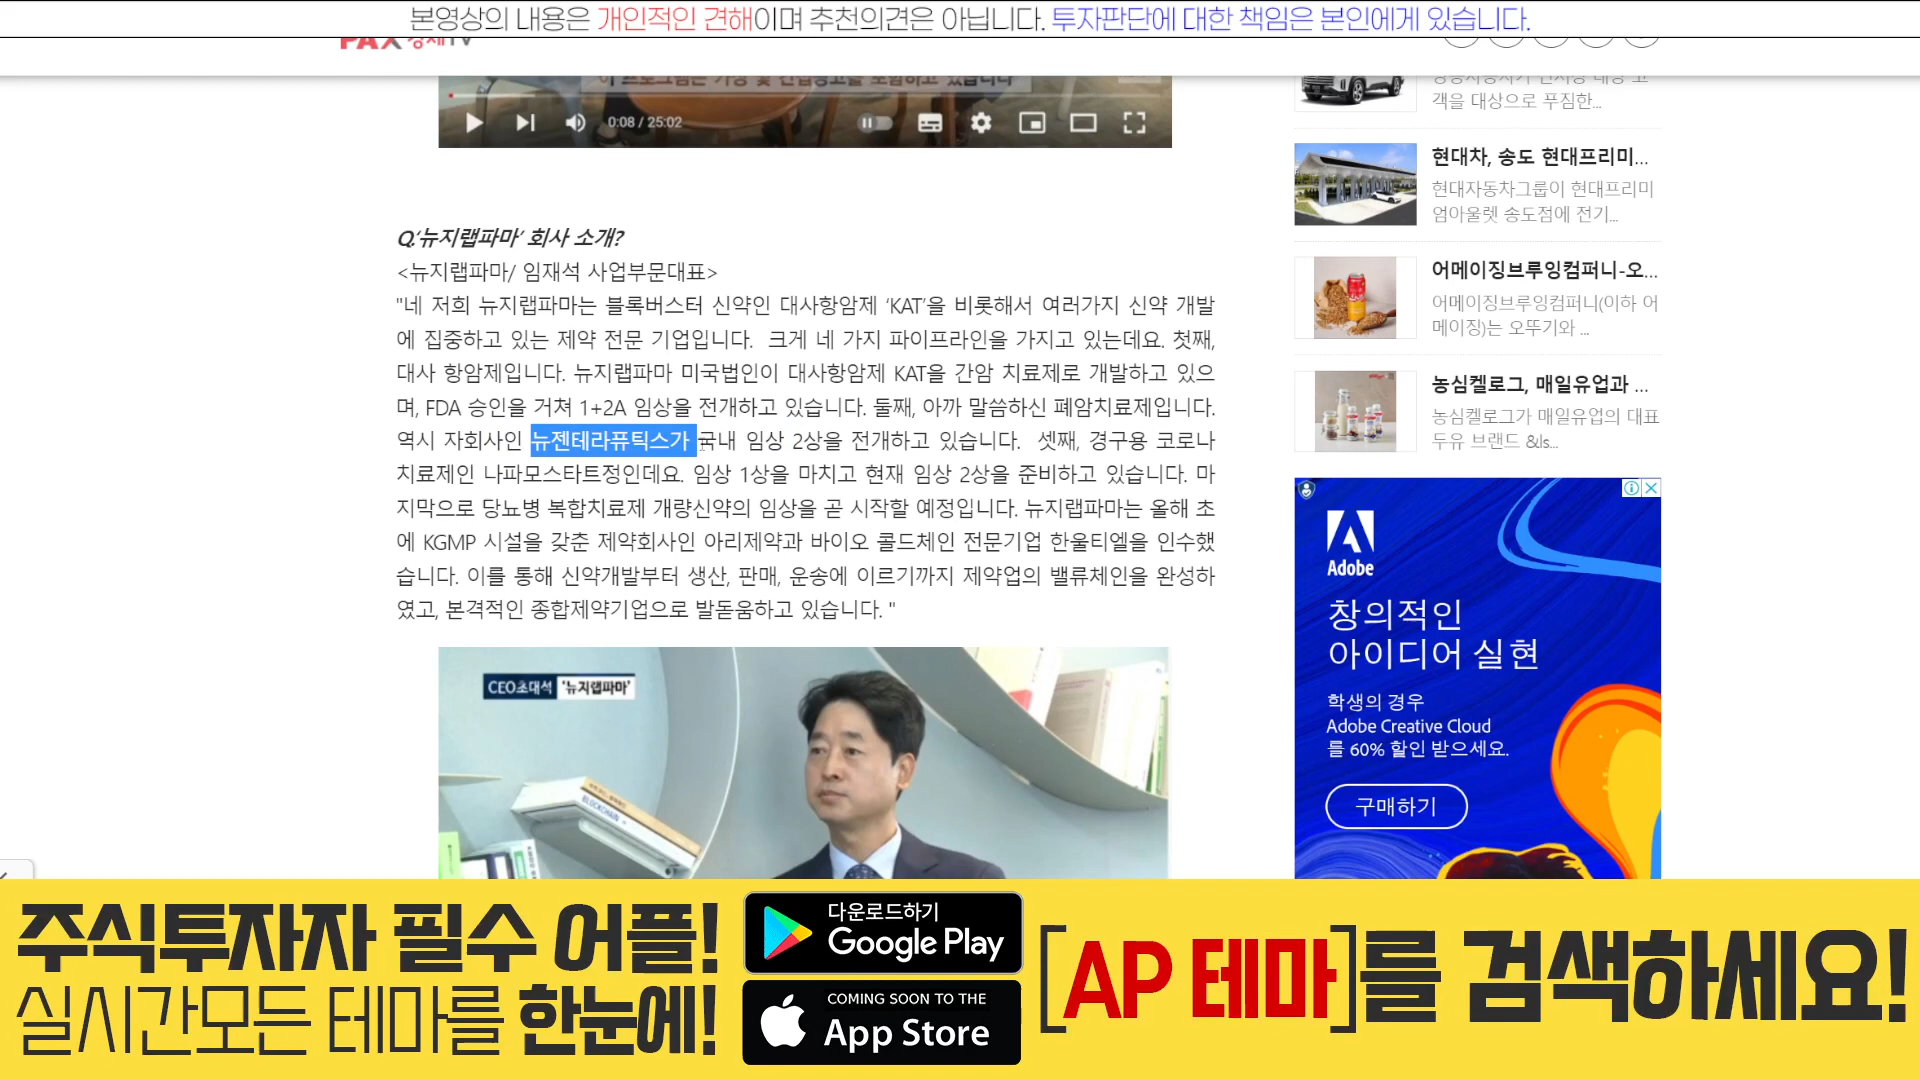 본영상의 내용은 개인적인 견해이며 추천의견은 아닙니다. 투자판단에 대한 책임은 본인에게 있습니다.
PAX경제TV
이 프로그램은 가상 및 간접광고를 포함하고 있습니다
0:08 / 25:02
Q.‘뉴지랩파마’ 회사 소개?
<뉴지랩파마/ 임재석 사업부문대표>
"네 저희 뉴지랩파마는 블록버스터 신약인 대사항암제 ‘KAT’을 비롯해서 여러가지 신약 개발
에 집중하고 있는 제약 전문 기업입니다.  크게 네 가지 파이프라인을 가지고 있는데요. 첫째,
대사 항암제입니다. 뉴지랩파마 미국법인이 대사항암제 KAT을 간암 치료제로 개발하고 있으
며, FDA 승인을 거쳐 1+2A 임상을 전개하고 있습니다. 둘째, 아까 말씀하신 폐암치료제입니다.
역시 자회사인 뉴젠테라퓨틱스가 국내 임상 2상을 전개하고 있습니다.  셋째, 경구용 코로나
치료제인 나파모스타트정인데요. 임상 1상을 마치고 현재 임상 2상을 준비하고 있습니다. 마
지막으로 당뇨병 복합치료제 개량신약의 임상을 곧 시작할 예정입니다. 뉴지랩파마는 올해 초
에 KGMP 시설을 갖춘 제약회사인 아리제약과 바이오 콜드체인 전문기업 한울티엘을 인수했
습니다. 이를 통해 신약개발부터 생산, 판매, 운송에 이르기까지 제약업의 밸류체인을 완성하
였고, 본격적인 종합제약기업으로 발돋움하고 있습니다. "
CEO초대석 ‘뉴지랩파마’
BLOCKCHAIN
객을 대상으로 푸짐한...
현대차, 송도 현대프리미...
현대자동차그룹이 현대프리미
엄아울렛 송도점에 전기...
어메이징브루잉컴퍼니-오...
어메이징브루잉컴퍼니(이하 어
메이징)는 오뚜기와 ...
농심켈로그, 매일유업과 ...
농심켈로그가 매일유업의 대표
두유 브랜드 &ls...
Adobe
창의적인
아이디어 실현
학생의 경우
Adobe Creative Cloud
를 60% 할인 받으세요.
구매하기
주식투자자 필수 어플!
실시간모든 테마를 한눈에!
다운로드하기
Google Play
COMING SOON TO THE
App Store
[AP 테마]를 검색하세요!